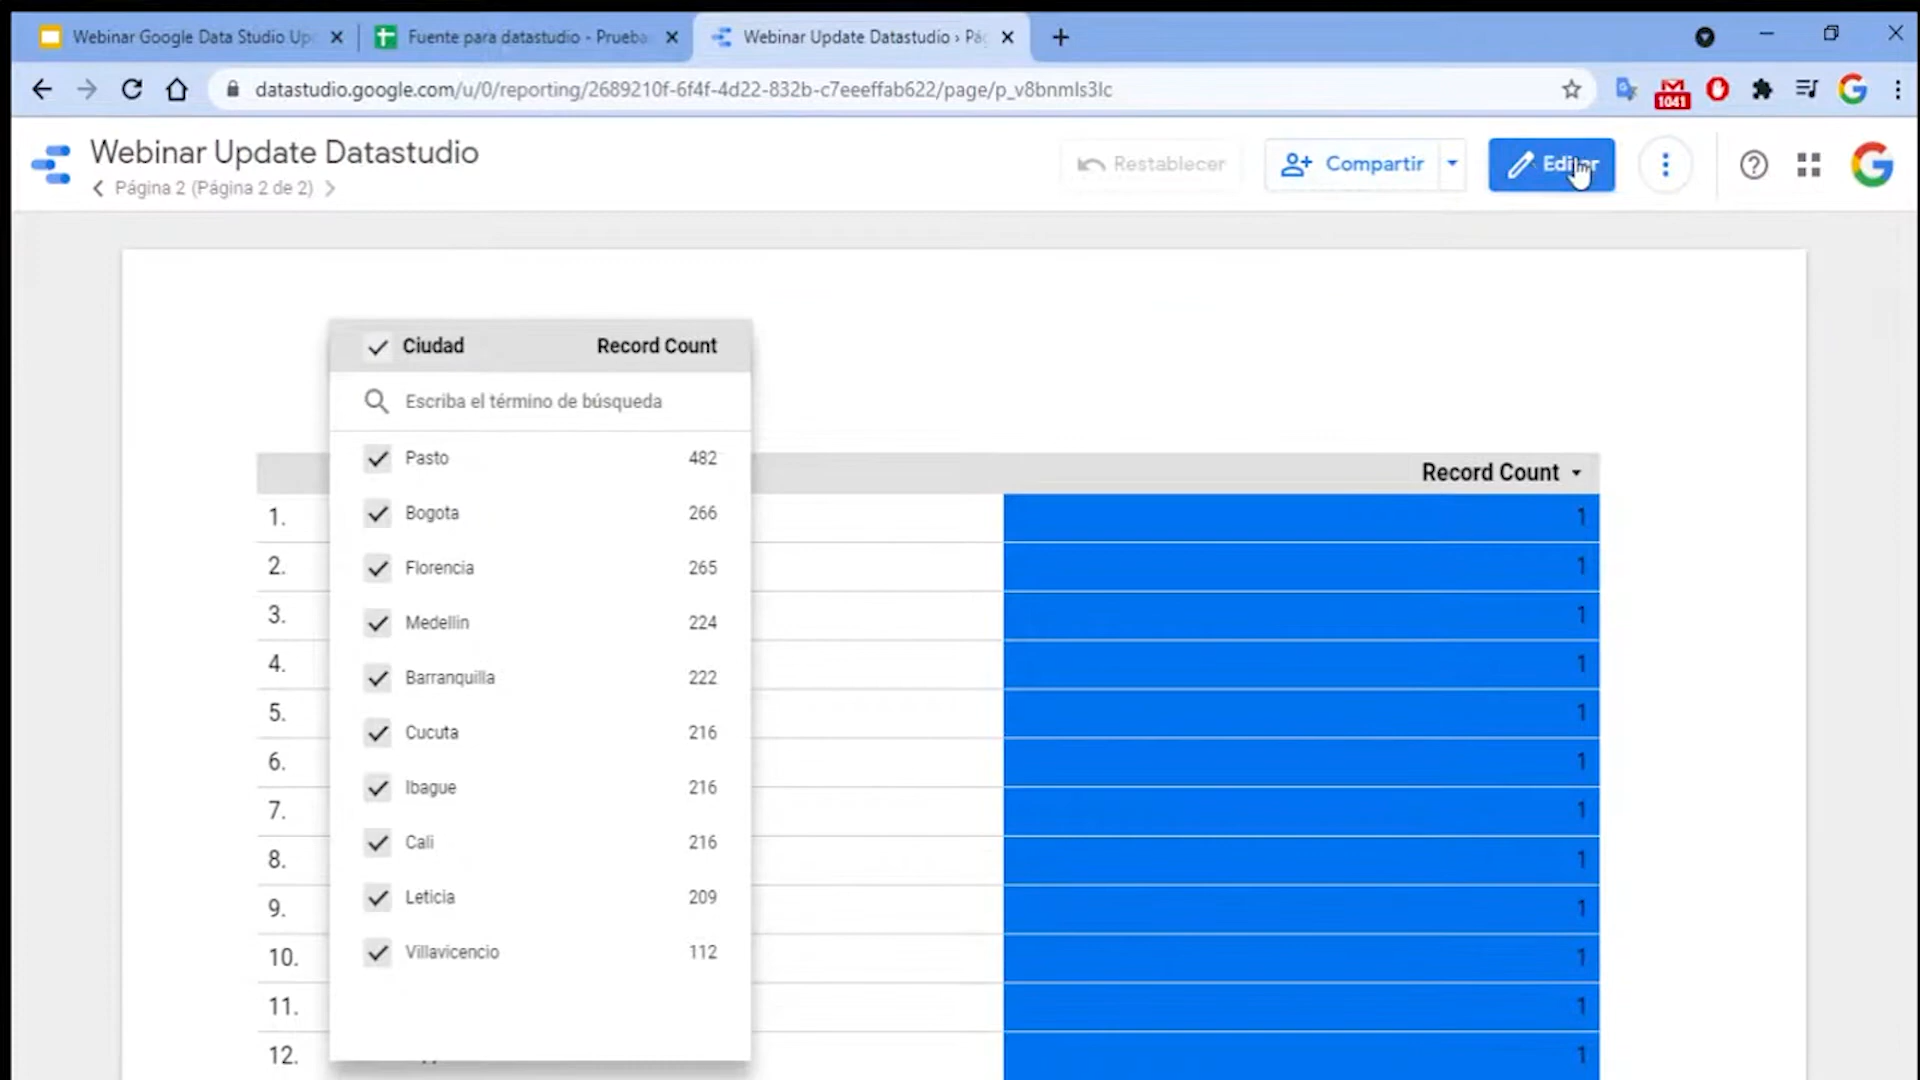 Webinar Google Data Studio Up
Fuente para datastudio - Prueba
Webinar Update Datastudio › Pág
datastudio.google.com/u/0/reporting/2689210f-6f4f-4d22-832b-c7eeeffab622/page/p_v8bnmls3lc
1041
Webinar Update Datastudio
Página 2 (Página 2 de 2)
Restablecer
Compartir
Editar
Ciudad Record Count
Escriba el término de búsqueda
Pasto 482
Bogota 266
Florencia 265
Medellin 224
Barranquilla 222
Cucuta 216
Ibague 216
Cali 216
Leticia 209
Villavicencio 112
Record Count
1. 1
2. 1
3. 1
4. 1
5. 1
6. 1
7. 1
8. 1
9. 1
10. 1
11. 1
12. 1